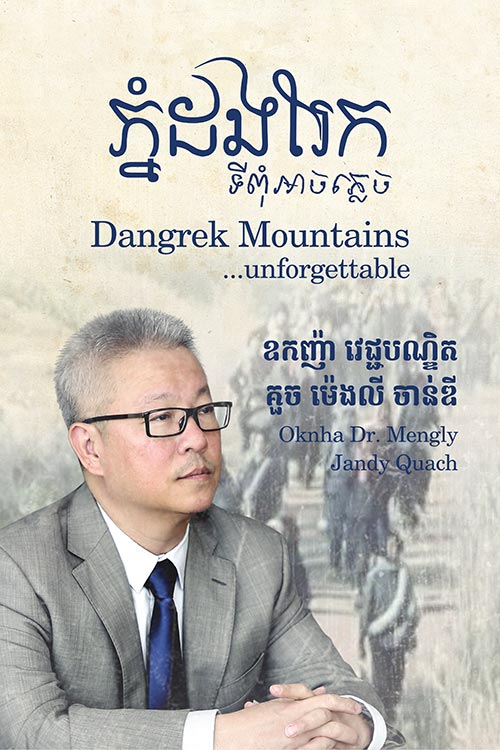 ភ្នំដងរែក
ទីពុំអាចភ្លេច
Dangrek Mountains
...unforgettable
ឧកញ៉ា វេជ្ជបណ្ឌិត
គួច ម៉េងលី ចាន់ឌី
Oknha Dr. Mengly
Jandy Quach